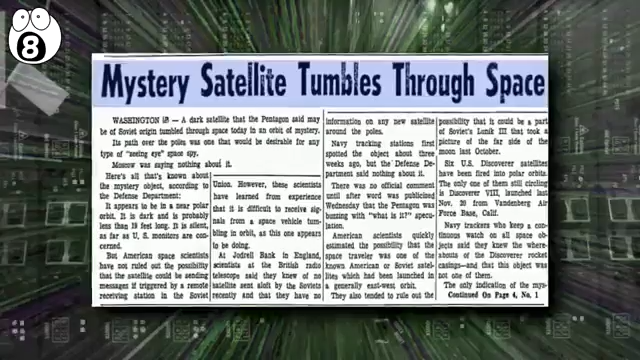 8
Mystery Satellite Tumbles Through Space
WASHINGTON — A dark satellite that the Pentagon said may
be of Soviet origin tumbled through space today in an orbit of mystery.
Its path over the poles was one that would be desirable for any
type of "seeing eye" space spy.
Moscow was saying nothing about it.
Here's all that's known about
the mystery object, according to
the Defense Department:
It appears to be in a near polar
orbit. It is dark and is probably
less than 19 feet long. It is silent,
as far as U. S. monitors are con-
cerned.
But American space scientists
have not ruled out the possibility
that the satellite could be sending
messages if triggered by a remote
receiving station in the Soviet
Union. However, these scientists
have learned from experience
that it is difficult to receive sig-
nals from a space vehicle tum-
bling in orbit, as this one appears
to be doing.
At Jodrell Bank in England,
scientists at the British radio
telescope said they knew of no
satellite sent aloft by the Soviets
recently and that they have no
information on any new satellite
around the poles.
Navy tracking stations first
spotted the object about three
weeks ago, but the Defense De-
partment said nothing about it.
There was no official comment
until after word was published
Wednesday that the Pentagon was
buzzing with "what is it?" specu-
lation.
American scientists quickly
estimated the possibility that the
space traveler was one of the
known American or Soviet satel-
lites which had been launched in
a generally east-west orbit.
They also tended to rule out the
possibility that it could be a part
of Soviet's Lunik III that took a
picture of the far side of the
moon last October.
Six U.S. Discoverer satellites
have been fired into polar orbits.
The only one of them still circling
is Discoverer VIII, launched last
Nov. 20 from Vandenberg Air
Force Base, Calif.
Navy trackers who keep a con-
tinuous watch on all space ob-
jects said they knew the where-
abouts of the Discoverer rocket
casings—and that this object was
not one of them.
The only indication of the mys-
Continued On Page 4, No. 1